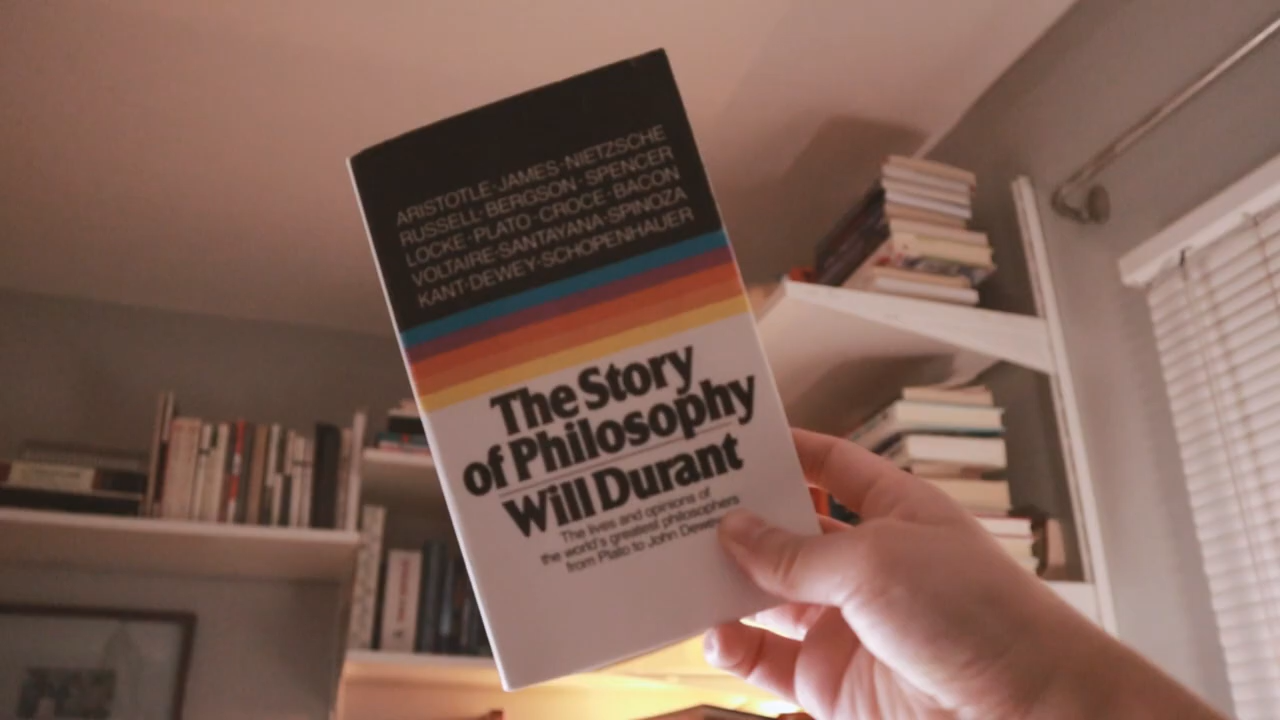 ARISTOTLE·JAMES·NIETZSCHE
RUSSELL·BERGSON·SPENCER
LOCKE·PLATO·CROCE·BACON
VOLTAIRE·SANTAYANA·SPINOZA
KANT·DEWEY·SCHOPENHAUER
The Story
of Philosophy
Will Durant
The lives and opinions of
the world's greatest philosophers
from Plato to John Dewey